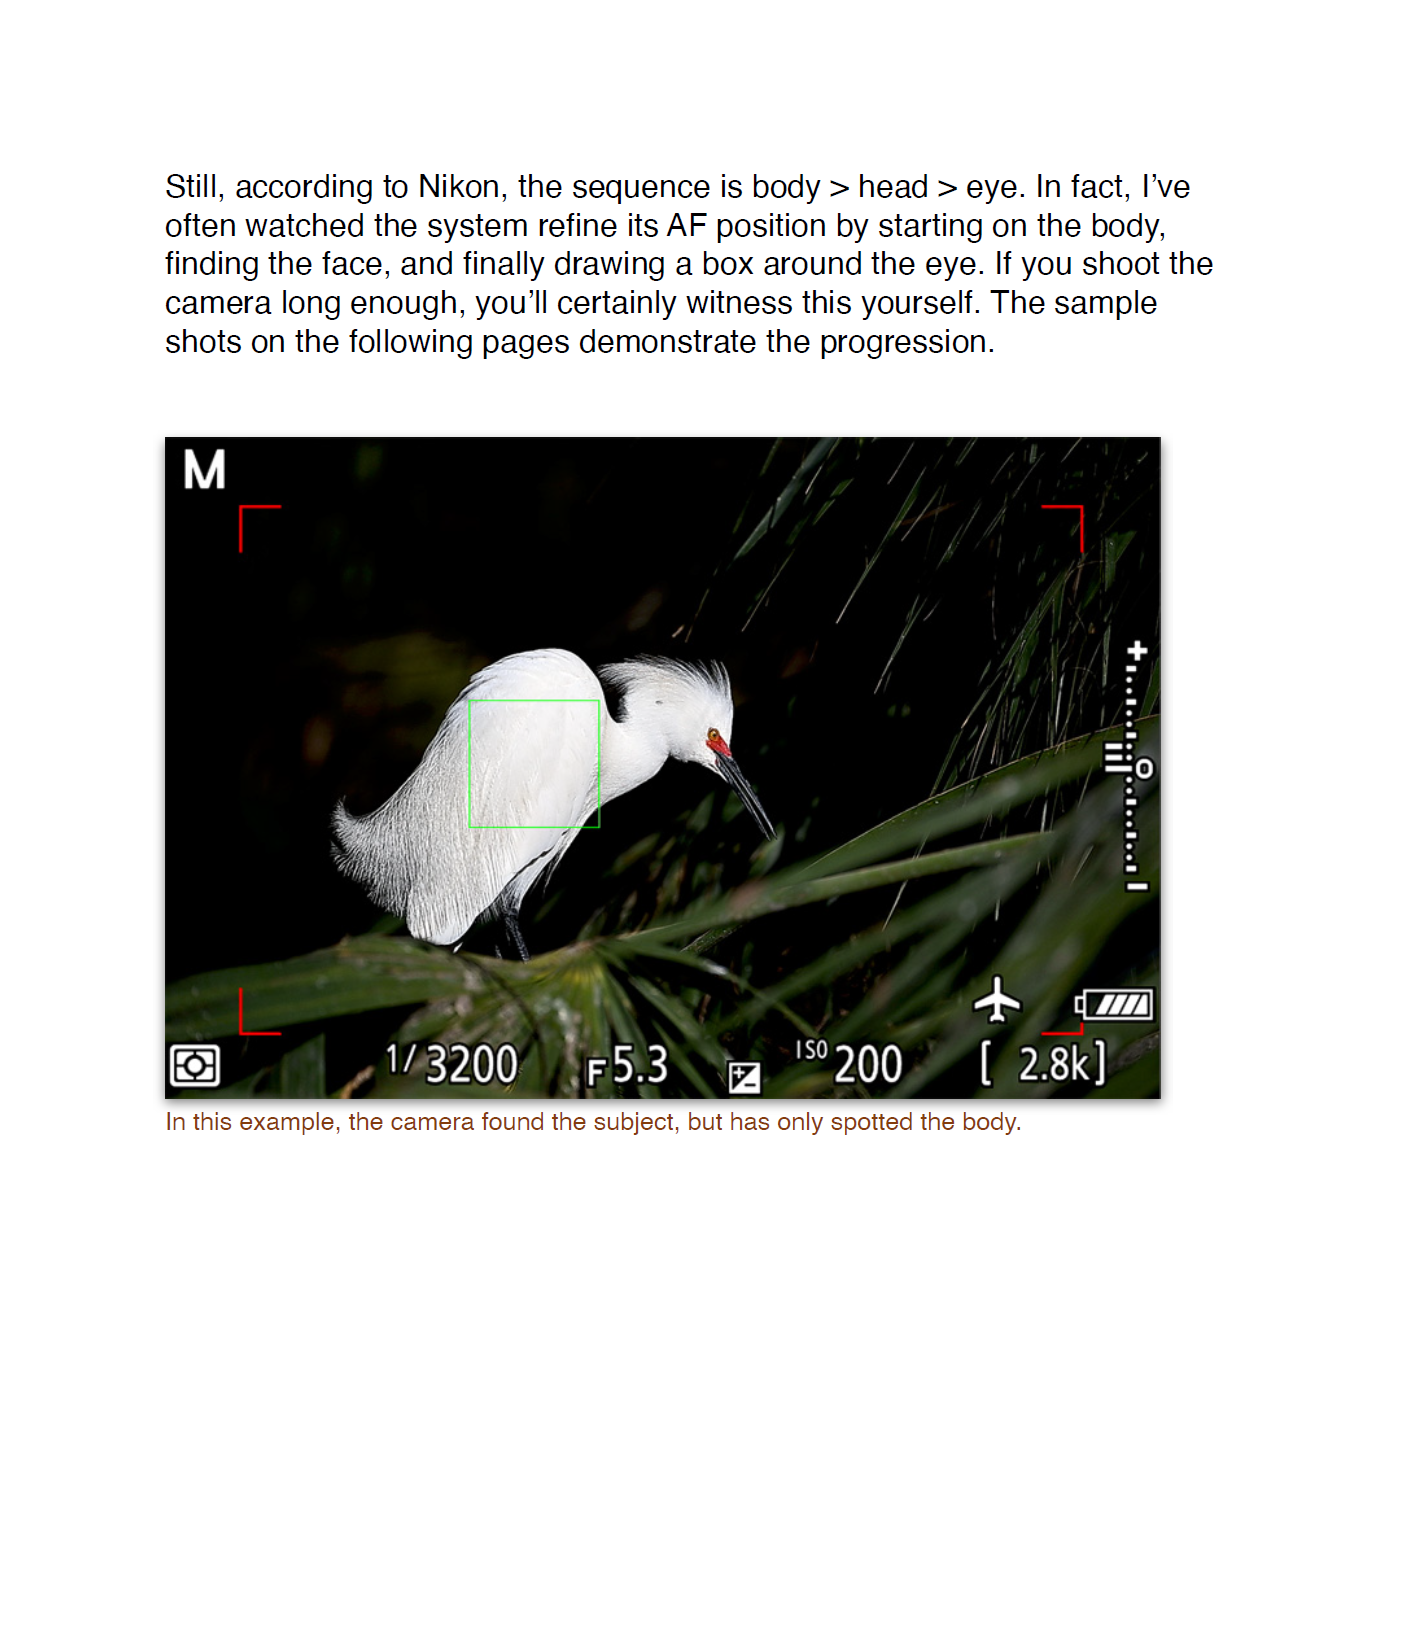 Still, according to Nikon, the sequence is body > head > eye. In fact, I’ve
often watched the system refine its AF position by starting on the body,
finding the face, and finally drawing a box around the eye. If you shoot the
camera long enough, you’ll certainly witness this yourself. The sample
shots on the following pages demonstrate the progression.
M
1/3200 F5.3 ISO 200 [ 2.8k]
In this example, the camera found the subject, but has only spotted the body.